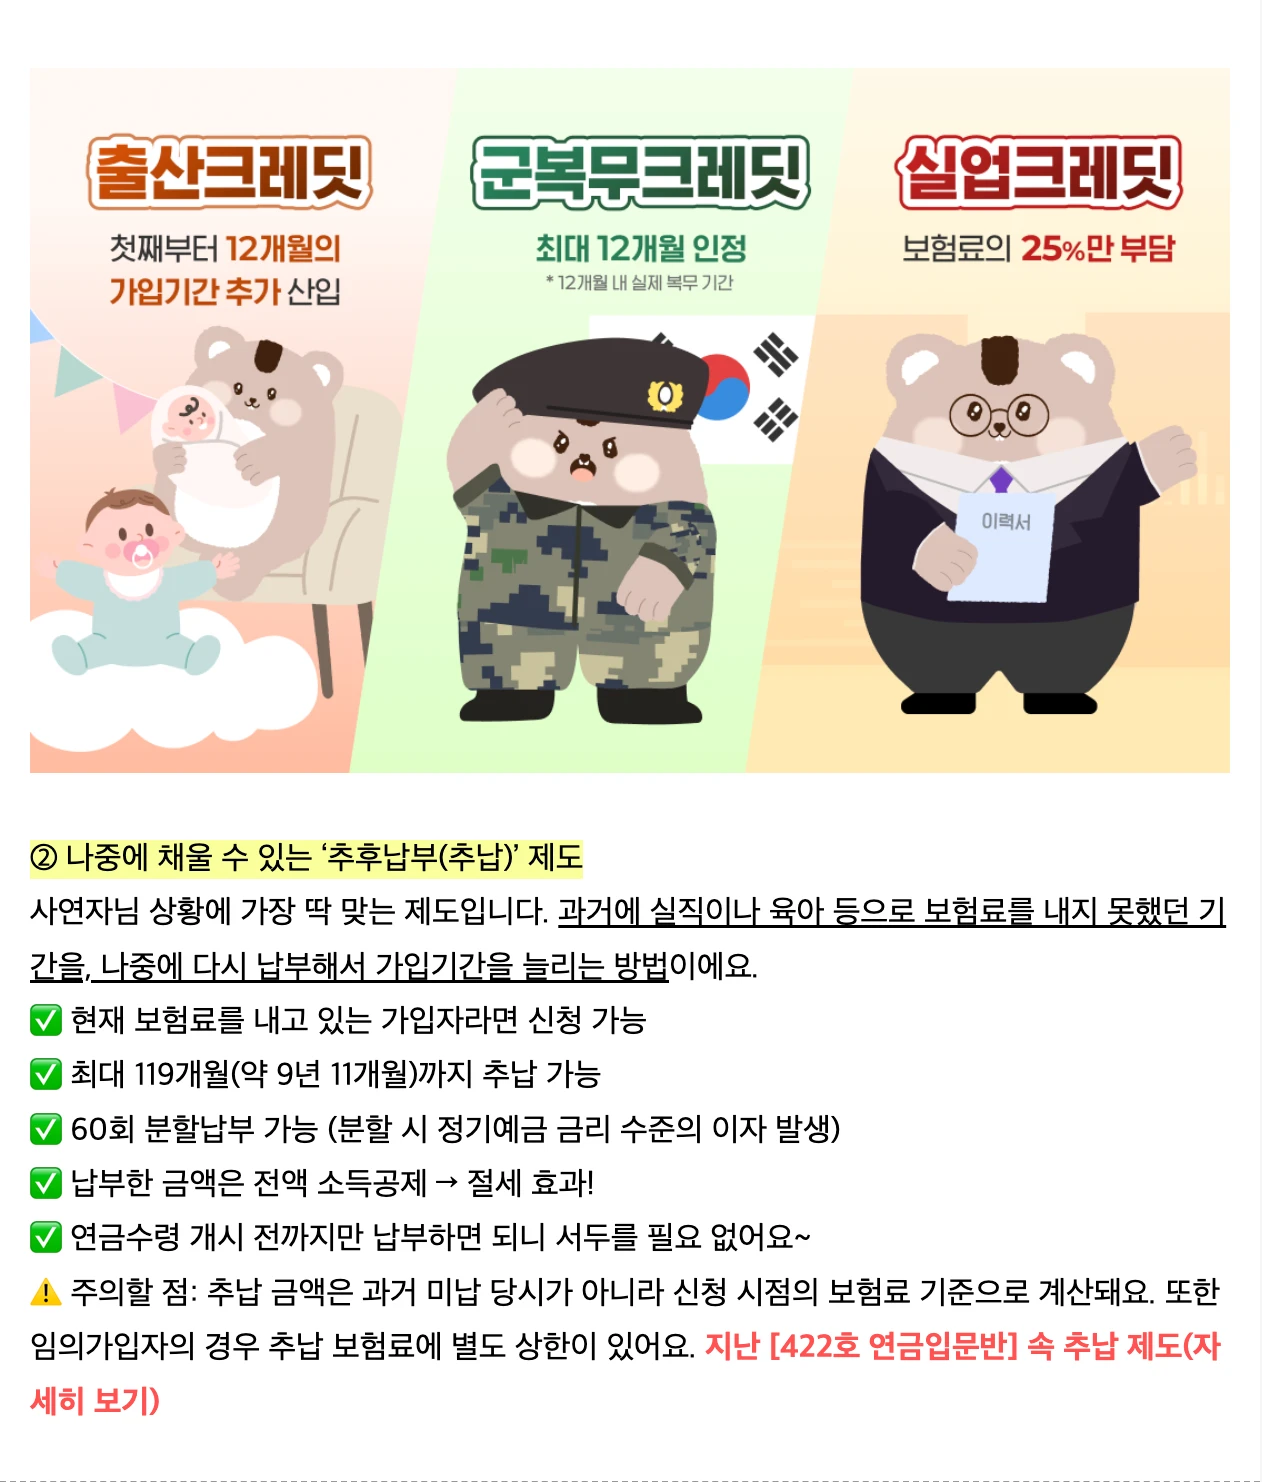 출산크레딧
첫째부터 12개월의
가입기간 추가 산입
군복무크레딧
최대 12개월 인정
* 12개월 내 실제 복무 기간
실업크레딧
보험료의 25%만 부담
이력서
② 나중에 채울 수 있는 ‘추후납부(추납)’ 제도
사연자님 상황에 가장 딱 맞는 제도입니다. 과거에 실직이나 육아 등으로 보험료를 내지 못했던 기
간을, 나중에 다시 납부해서 가입기간을 늘리는 방법이에요.
✅ 현재 보험료를 내고 있는 가입자라면 신청 가능
✅ 최대 119개월(약 9년 11개월)까지 추납 가능
✅ 60회 분할납부 가능 (분할 시 정기예금 금리 수준의 이자 발생)
✅ 납부한 금액은 전액 소득공제 → 절세 효과!
✅ 연금수령 개시 전까지만 납부하면 되니 서두를 필요 없어요~
⚠️ 주의할 점: 추납 금액은 과거 미납 당시가 아니라 신청 시점의 보험료 기준으로 계산돼요. 또한
임의가입자의 경우 추납 보험료에 별도 상한이 있어요. 지난 [422호 연금입문반] 속 추납 제도(자
세히 보기)